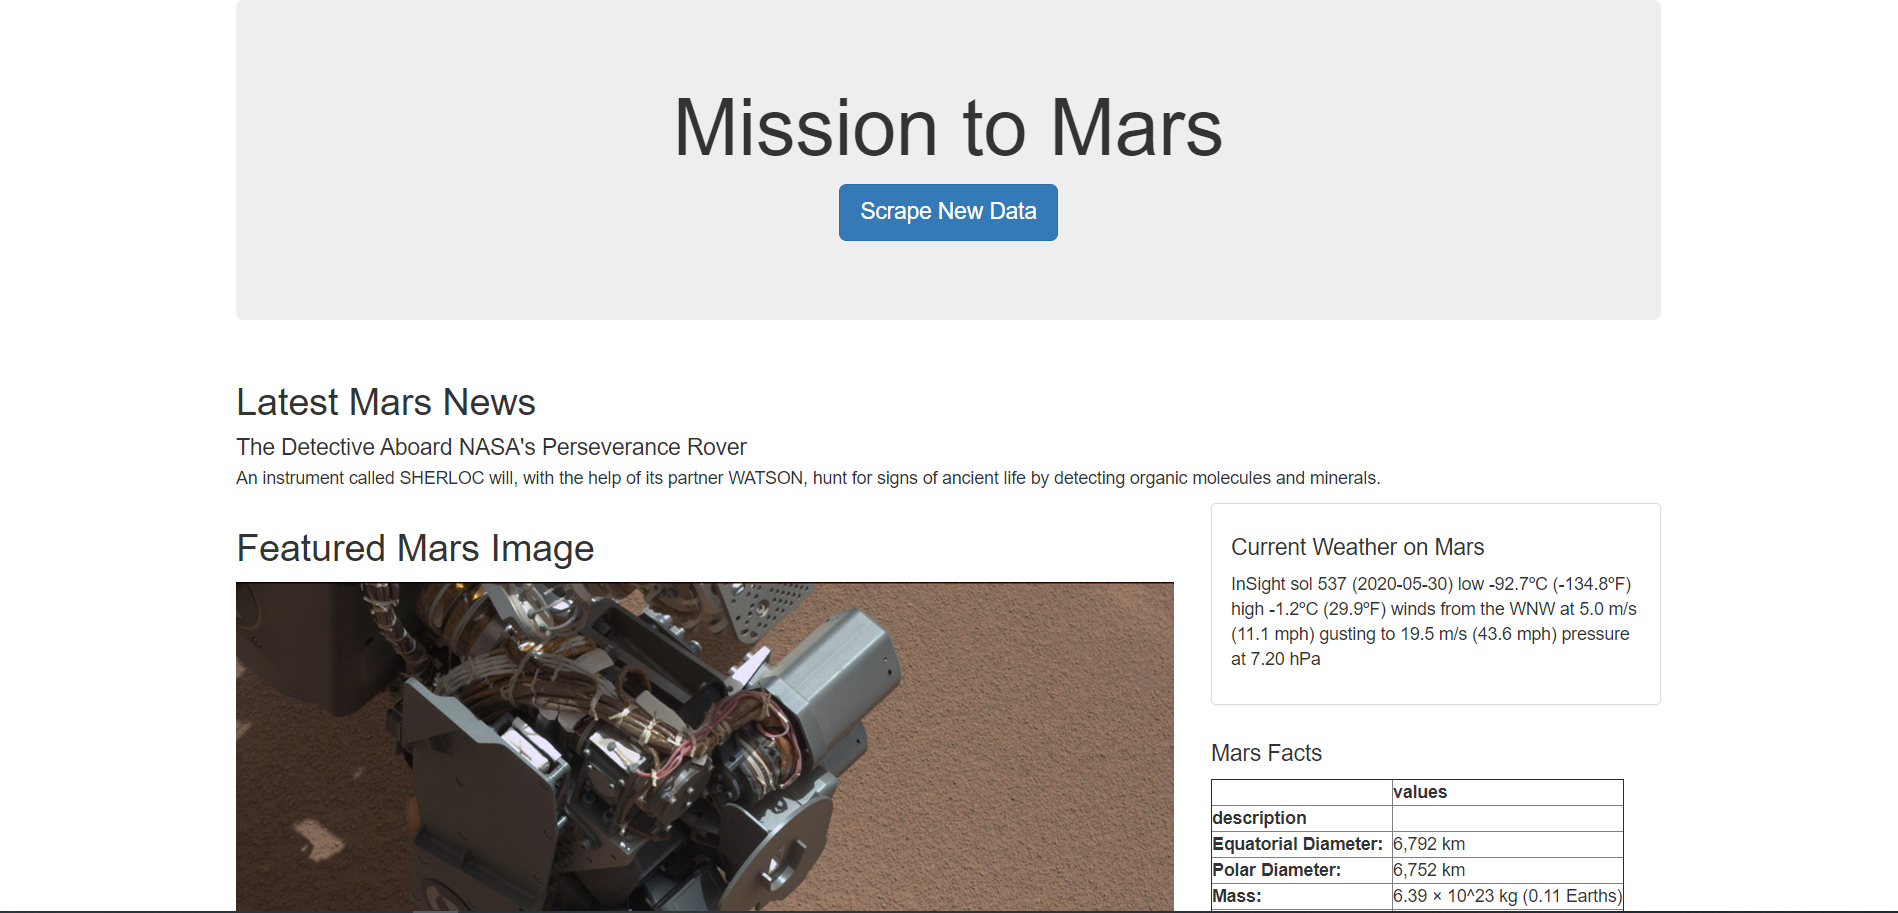 Mission to Mars
Scrape New Data
Latest Mars News
The Detective Aboard NASA's Perseverance Rover
An instrument called SHERLOC will, with the help of its partner WATSON, hunt for signs of ancient life by detecting organic molecules and minerals.
Featured Mars Image
Current Weather on Mars
InSight sol 537 (2020-05-30) low -92.7ºC (-134.8ºF)
high -1.2ºC (29.9ºF) winds from the WNW at 5.0 m/s
(11.1 mph) gusting to 19.5 m/s (43.6 mph) pressure
at 7.20 hPa
Mars Facts
values
description
Equatorial Diameter: 6,792 km
Polar Diameter: 6,752 km
Mass: 6.39 × 10^23 kg (0.11 Earths)